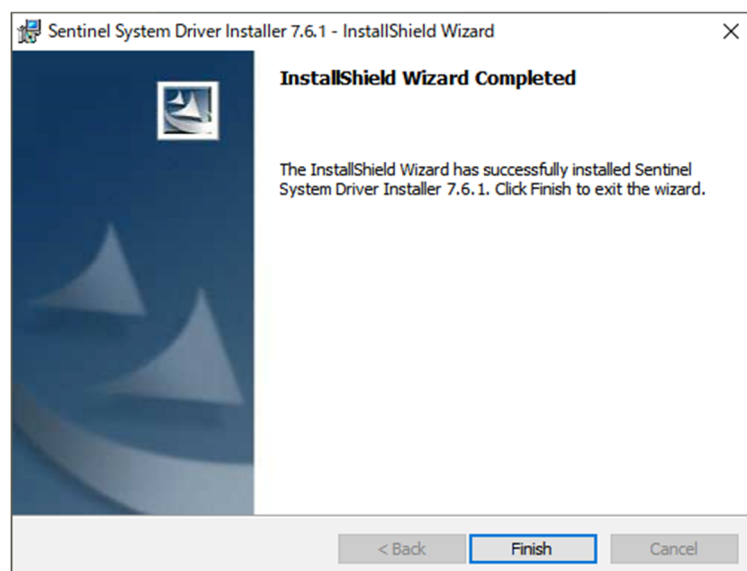 Sentinel System Driver Installer 7.6.1 - InstallShield Wizard
InstallShield Wizard Completed
The InstallShield Wizard has successfully installed Sentinel
System Driver Installer 7.6.1. Click Finish to exit the wizard.
< Back
Finish
Cancel